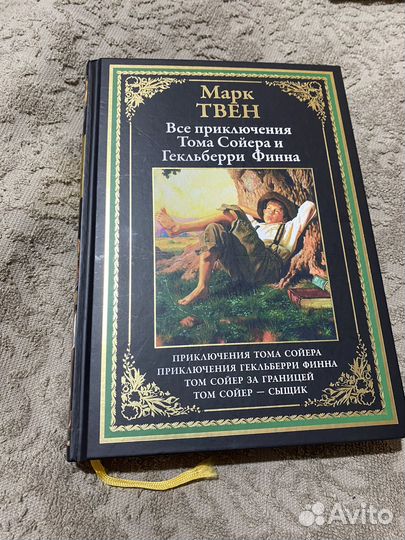 Марк
ТВЕН
Все приключения
Тома Сойера и
Гекльберри Финна
ПРИКЛЮЧЕНИЯ ТОМА СОЙЕРА
ПРИКЛЮЧЕНИЯ ГЕКЛЬБЕРРИ ФИННА
ТОМ СОЙЕР ЗА ГРАНИЦЕЙ
ТОМ СОЙЕР — СЫЩИК
Avito